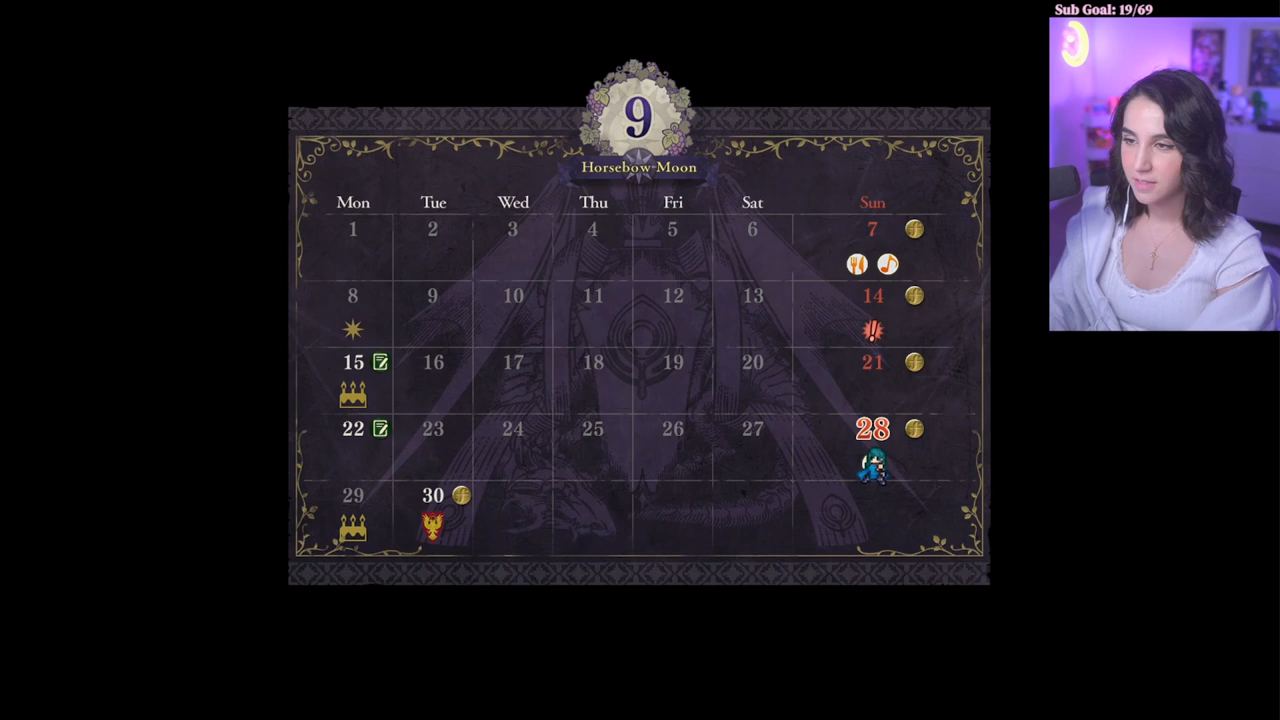 Sub Goal: 19/69
9
Horsebow Moon
Mon Tue Wed Thu Fri Sat Sun
1 2 3 4 5 6 7
8 9 10 11 12 13 14
15 16 17 18 19 20 21
22 23 24 25 26 27 28
29 30